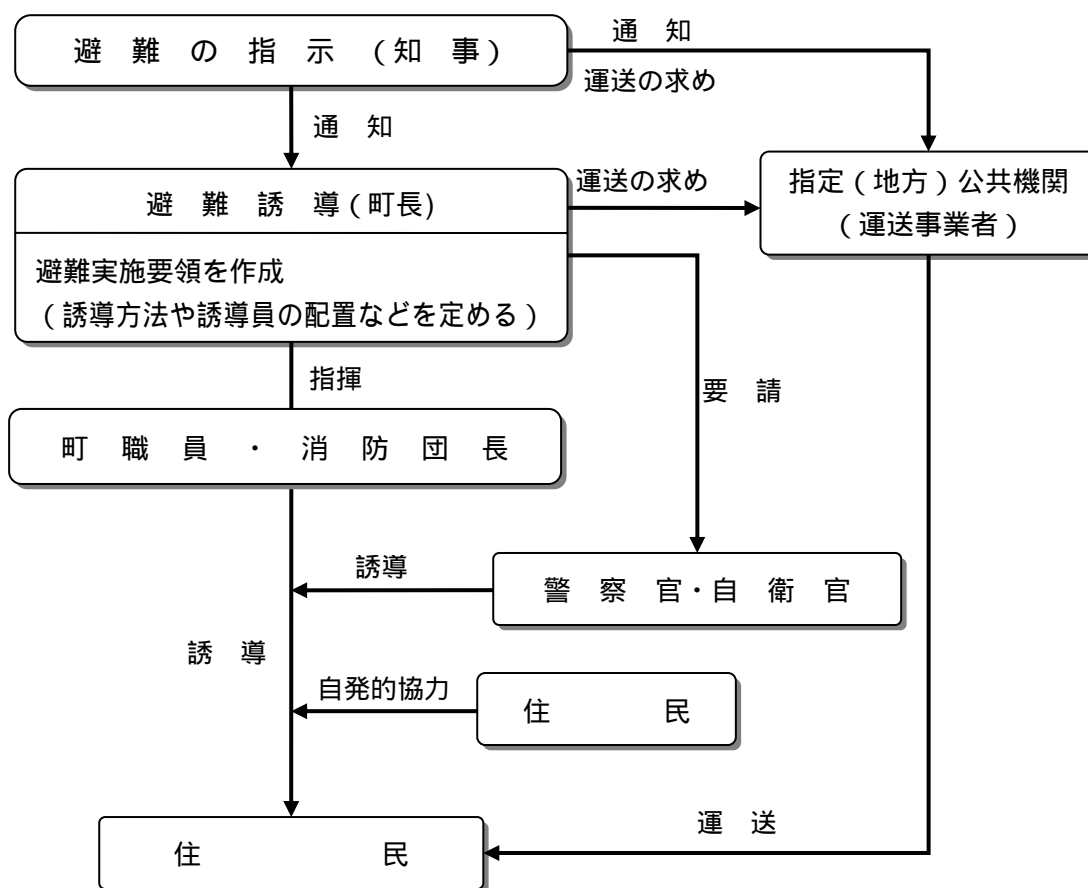 避難の指示(知事)
通知
運送の求め
通知
避難誘導(町長)
運送の求め
指定(地方)公共機関
(運送事業者)
避難実施要領を作成
(誘導方法や誘導員の配置などを定める)
指揮
要請
町職員・消防団長
誘導
警察官・自衛官
誘導
自発的協力
住民
運送
住民